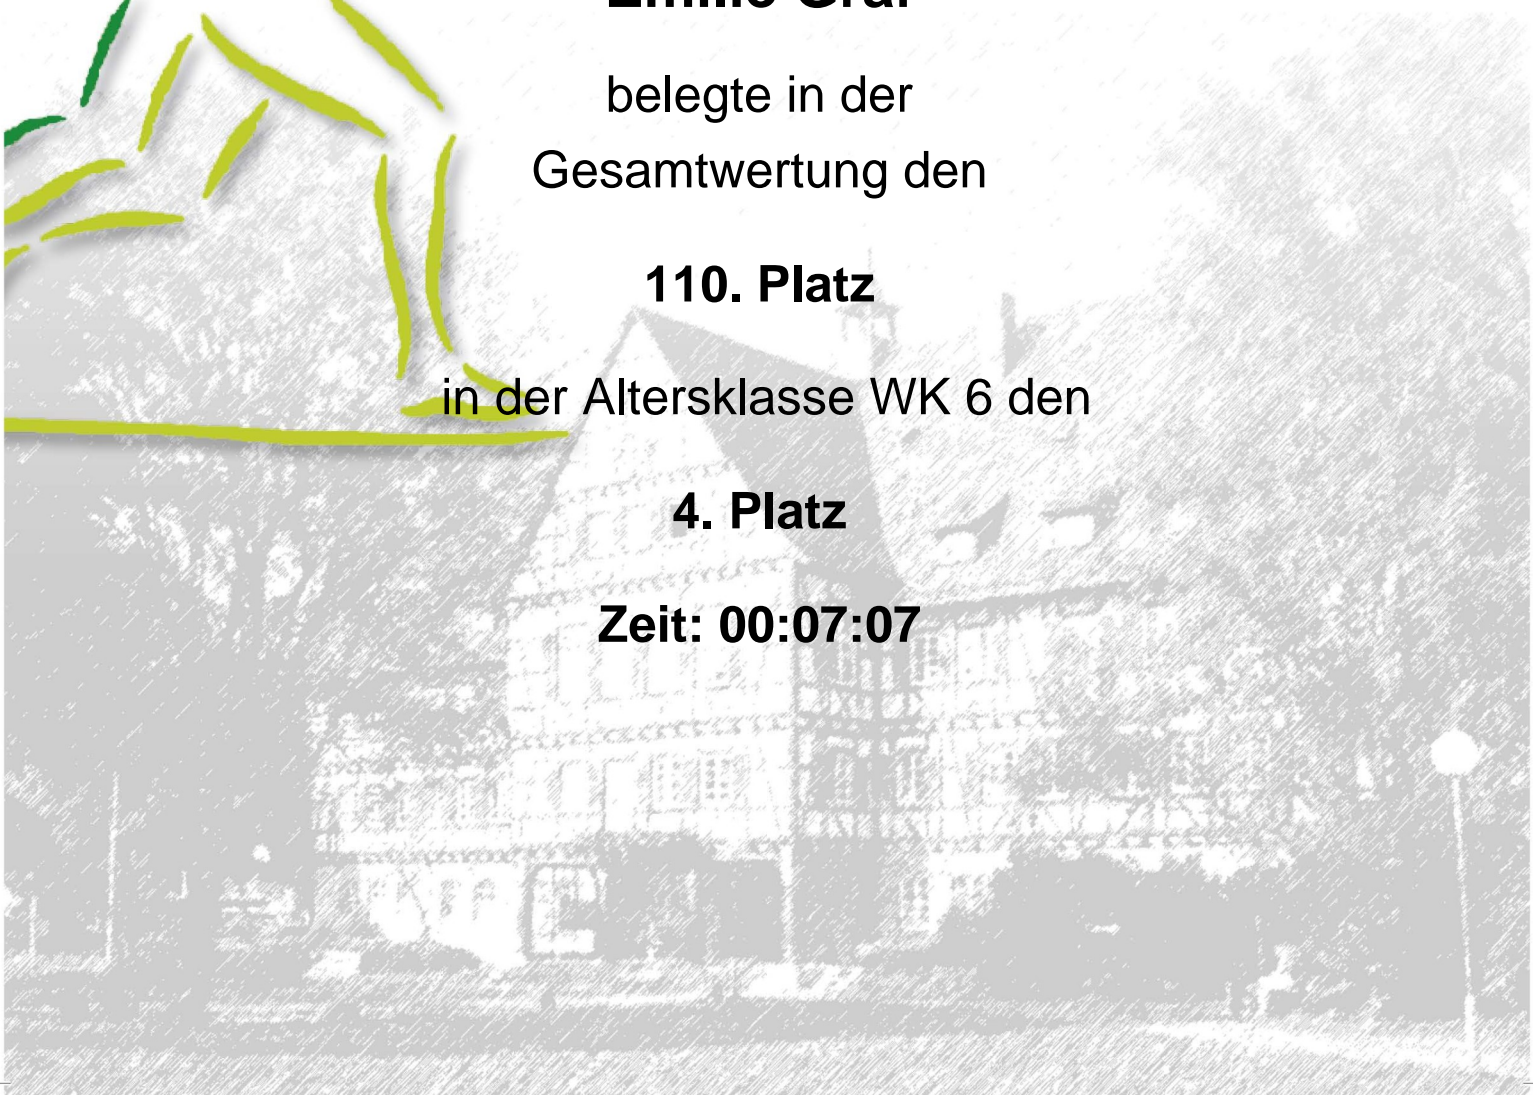 belegte in der
Gesamtwertung den
110. Platz
in der Altersklasse WK 6 den
4. Platz
Zeit: 00:07:07